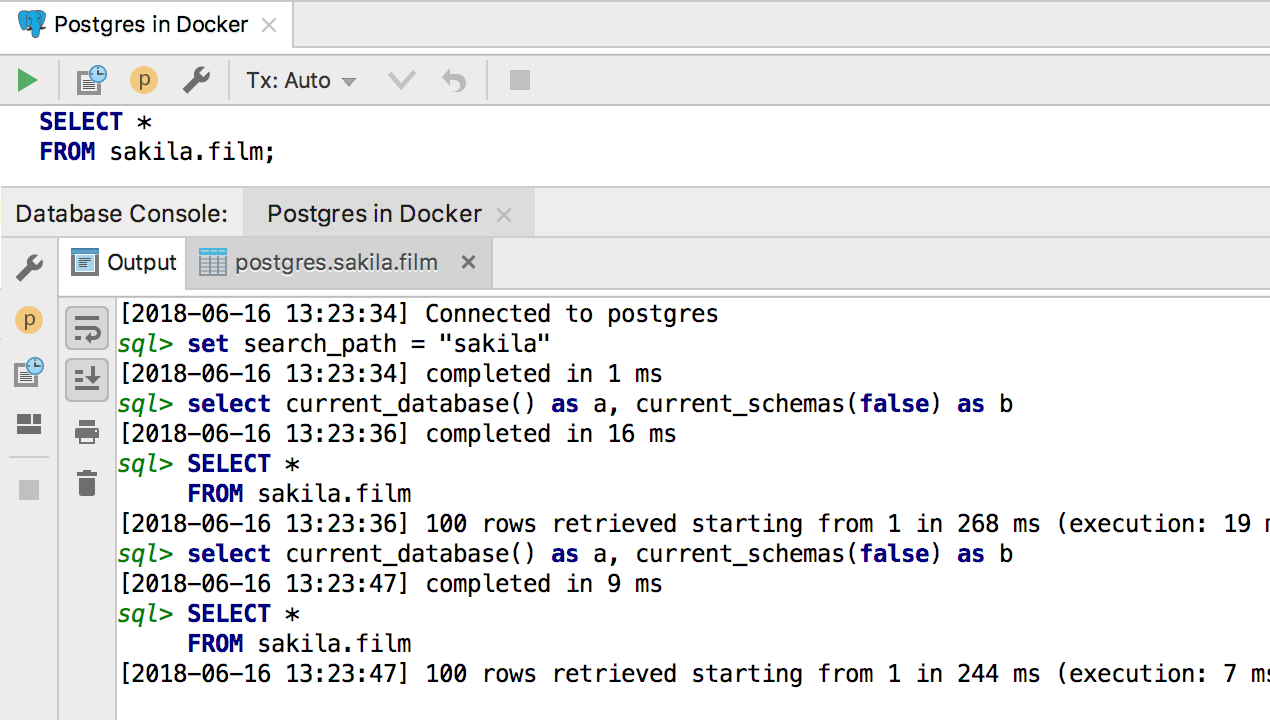 Postgres in Docker
p Tx: Auto
SELECT *
FROM sakila.film;
Database Console: Postgres in Docker
Output postgres.sakila.film
[2018-06-16 13:23:34] Connected to postgres
sql> set search_path = "sakila"
p
[2018-06-16 13:23:34] completed in 1 ms
sql> select current_database() as a, current_schemas(false) as b
[2018-06-16 13:23:36] completed in 16 ms
sql> SELECT *
FROM sakila.film
[2018-06-16 13:23:36] 100 rows retrieved starting from 1 in 268 ms (execution: 19
sql> select current_database() as a, current_schemas(false) as b
[2018-06-16 13:23:47] completed in 9 ms
sql> SELECT *
FROM sakila.film
[2018-06-16 13:23:47] 100 rows retrieved starting from 1 in 244 ms (execution: 7